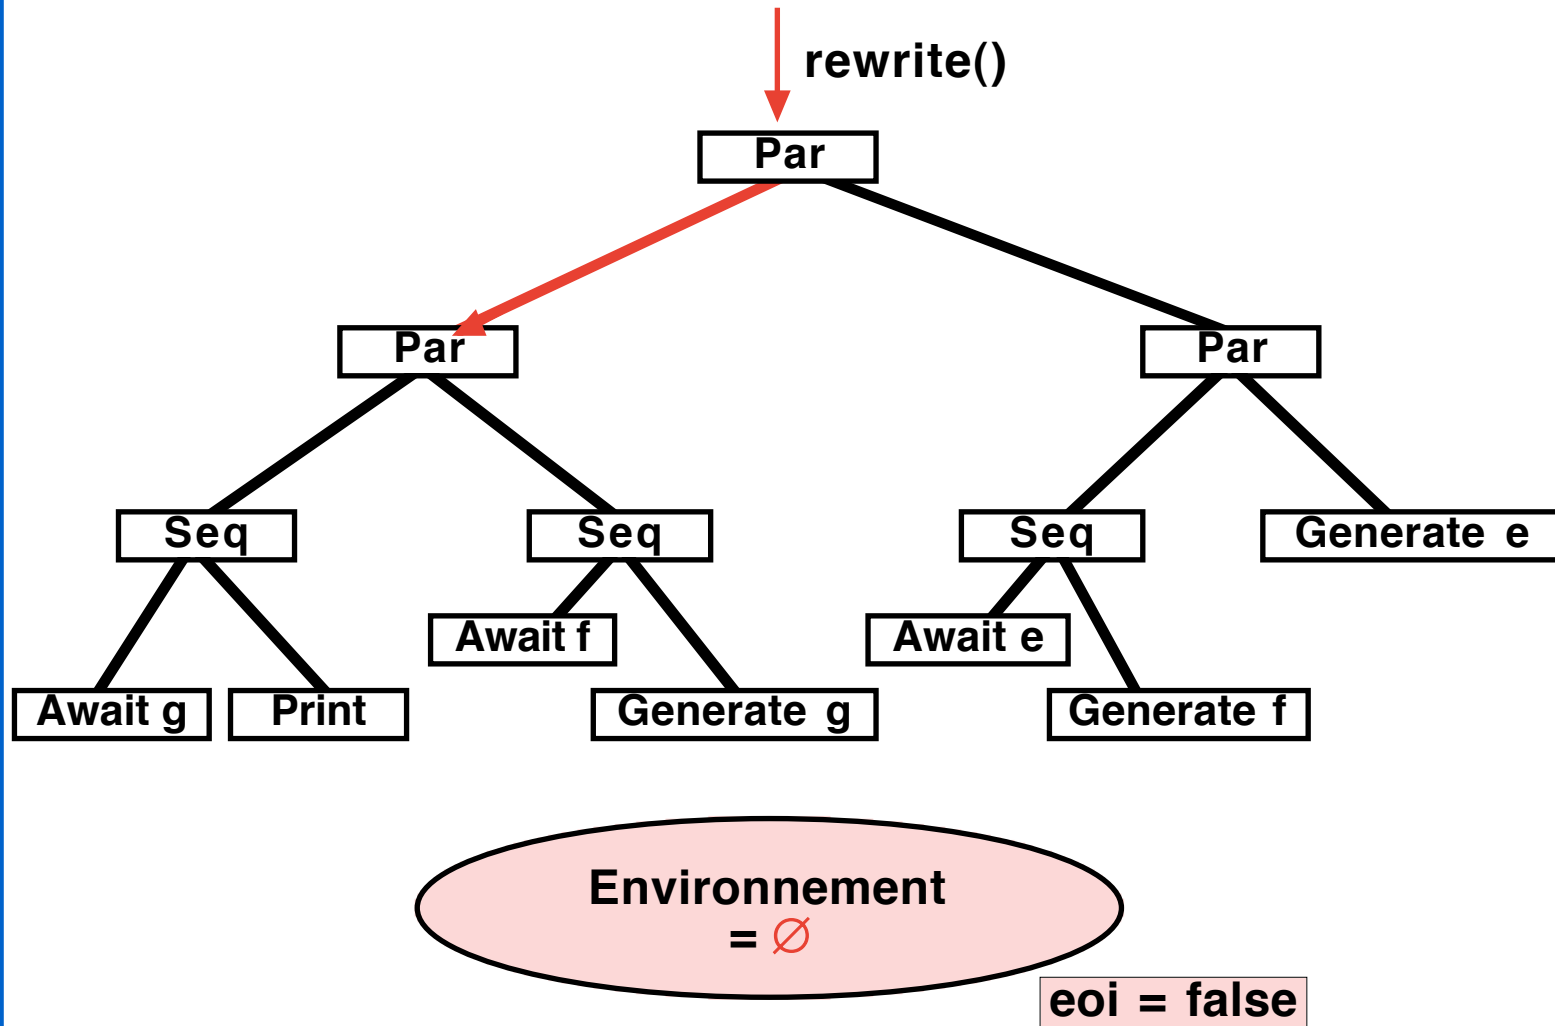 rewrite()
Par
Par
Par
Seq
Seq
Seq
Generate e
Await f
Await e
Await g
Print
Generate g
Generate f
Environnement
= ∅
eoi = false